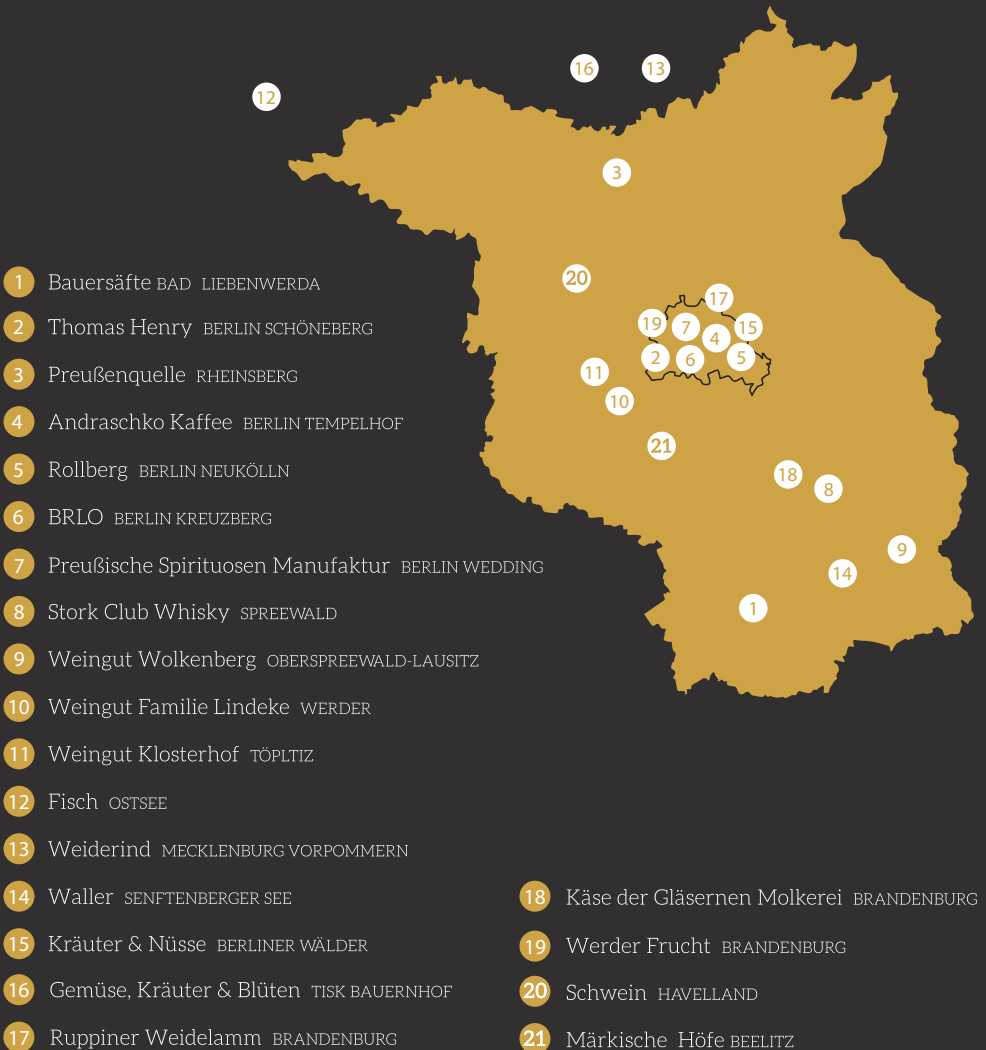 12
16
13
3
20
17
19
7
15
4
2
6
5
11
10
21
18
8
9
14
1
1 Bauersäfte BAD LIEBENWERDA
2 Thomas Henry BERLIN SCHÖNEBERG
3 Preußenquelle RHEINSBERG
4 Andraschko Kaffee BERLIN TEMPELHOF
5 Rollberg BERLIN NEUKÖLLN
6 BRLO BERLIN KREUZBERG
7 Preußische Spirituosen Manufaktur BERLIN WEDDING
8 Stork Club Whisky SPREEWALD
9 Weingut Wolkenberg OBERSPREEWALD-LAUSITZ
10 Weingut Familie Lindeke WERDER
11 Weingut Klosterhof TÖPLTIZ
12 Fisch OSTSEE
13 Weiderind MECKLENBURG VORPOMMERN
14 Waller SENFTENBERGER SEE
15 Kräuter & Nüsse BERLINER WÄLDER
16 Gemüse, Kräuter & Blüten TISK BAUERNHOF
17 Ruppiner Weidelamm BRANDENBURG
18 Käse der Gläsernen Molkerei BRANDENBURG
19 Werder Frucht BRANDENBURG
20 Schwein HAVELLAND
21 Märkische Höfe BEELITZ